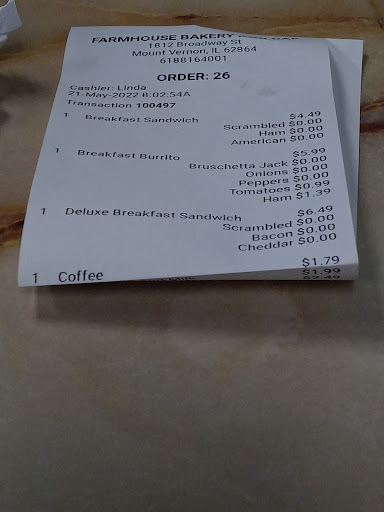 FARMHOUSE BAKERY
1812 Broadway St
Mount Vernon, IL 62864
6188164001
ORDER: 26
Cashier: Linda
21-May-2022 8:02:54A
Transaction 100497
1 Breakfast Sandwich $4.49
Scrambled $0.00
Ham $0.00
American $0.00
1 Breakfast Burrito $5.99
Bruschetta Jack $0.00
Onions $0.00
Peppers $0.00
Tomatoes $0.99
Ham $1.39
1 Deluxe Breakfast Sandwich $6.49
Scrambled $0.00
Bacon $0.00
Cheddar $0.00
$1.79
1 Coffee $1.99
$2.49